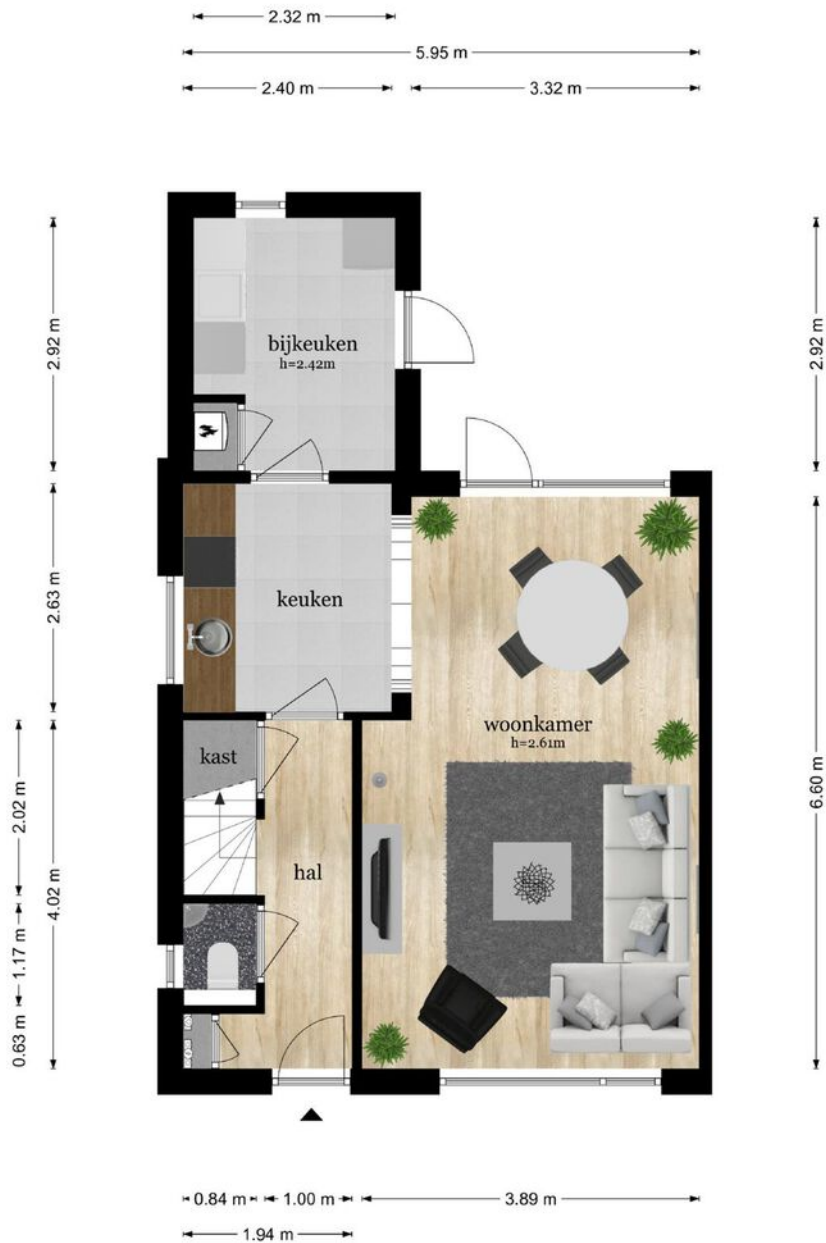 2.32 m
5.95 m
2.40 m
3.32 m
2.92 m
2.92 m
bijkeuken
h=2.42m
2.63 m
keuken
woonkamer
h=2.61m
kast
2.02 m
4.02 m
6.60 m
hal
1.17 m
0.63 m
0.84 m
1.00 m
3.89 m
1.94 m